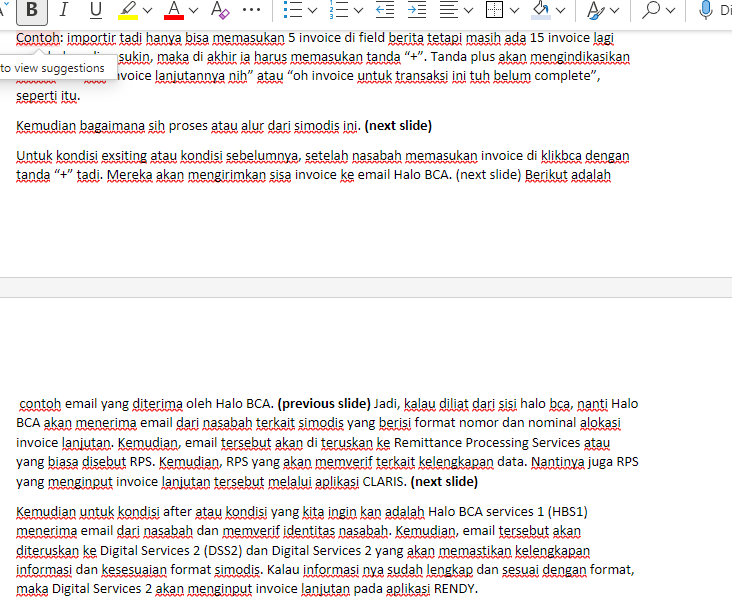 B I U A A ... Di
Contoh: importir tadi hanya bisa memasukan 5 invoice di field berita tetapi masih ada 15 invoice lagi
sukin, maka di akhir ia harus memasukan tanda “+”. Tanda plus akan mengindikasikan
to view suggestions
voice lanjutannya nih” atau “oh invoice untuk transaksi ini tuh belum complete”,
seperti itu.
Kemudian bagaimana sih proses atau alur dari simodis ini. (next slide)
Untuk kondisi exsiting atau kondisi sebelumnya, setelah nasabah memasukan invoice di klikbca dengan
tanda “+” tadi. Mereka akan mengirimkan sisa invoice ke email Halo BCA. (next slide) Berikut adalah
contoh email yang diterima oleh Halo BCA. (previous slide) Jadi, kalau diliat dari sisi halo bca, nanti Halo
BCA akan menerima email dari nasabah terkait simodis yang berisi format nomor dan nominal alokasi
invoice lanjutan. Kemudian, email tersebut akan di teruskan ke Remittance Processing Services atau
yang biasa disebut RPS. Kemudian, RPS yang akan memverif terkait kelengkapan data. Nantinya juga RPS
yang menginput invoice lanjutan tersebut melalui aplikasi CLARIS. (next slide)
Kemudian untuk kondisi after atau kondisi yang kita ingin kan adalah Halo BCA services 1 (HBS1)
menerima email dari nasabah dan memverif identitas nasabah. Kemudian, email tersebut akan
diteruskan ke Digital Services 2 (DSS2) dan Digital Services 2 yang akan memastikan kelengkapan
informasi dan kesesuaian format simodis. Kalau informasi nya sudah lengkap dan sesuai dengan format,
maka Digital Services 2 akan menginput invoice lanjutan pada aplikasi RENDY.